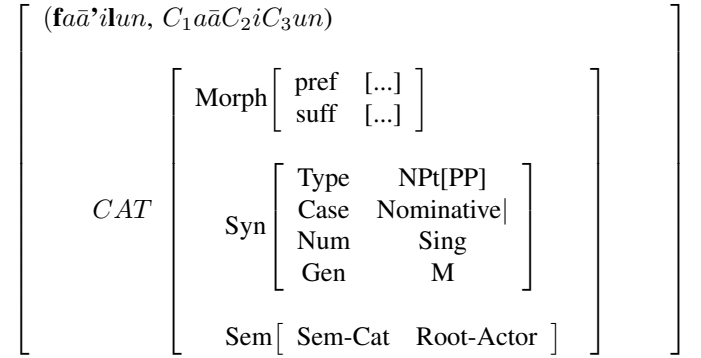 (faā’ilun, C₁aāC₂iC₃un)
Morph [ pref [...]
suff [...] ]
CAT
Syn [ Type NPt[PP]
Case Nominative|
Num Sing
Gen M ]
Sem [ Sem-Cat Root-Actor ]